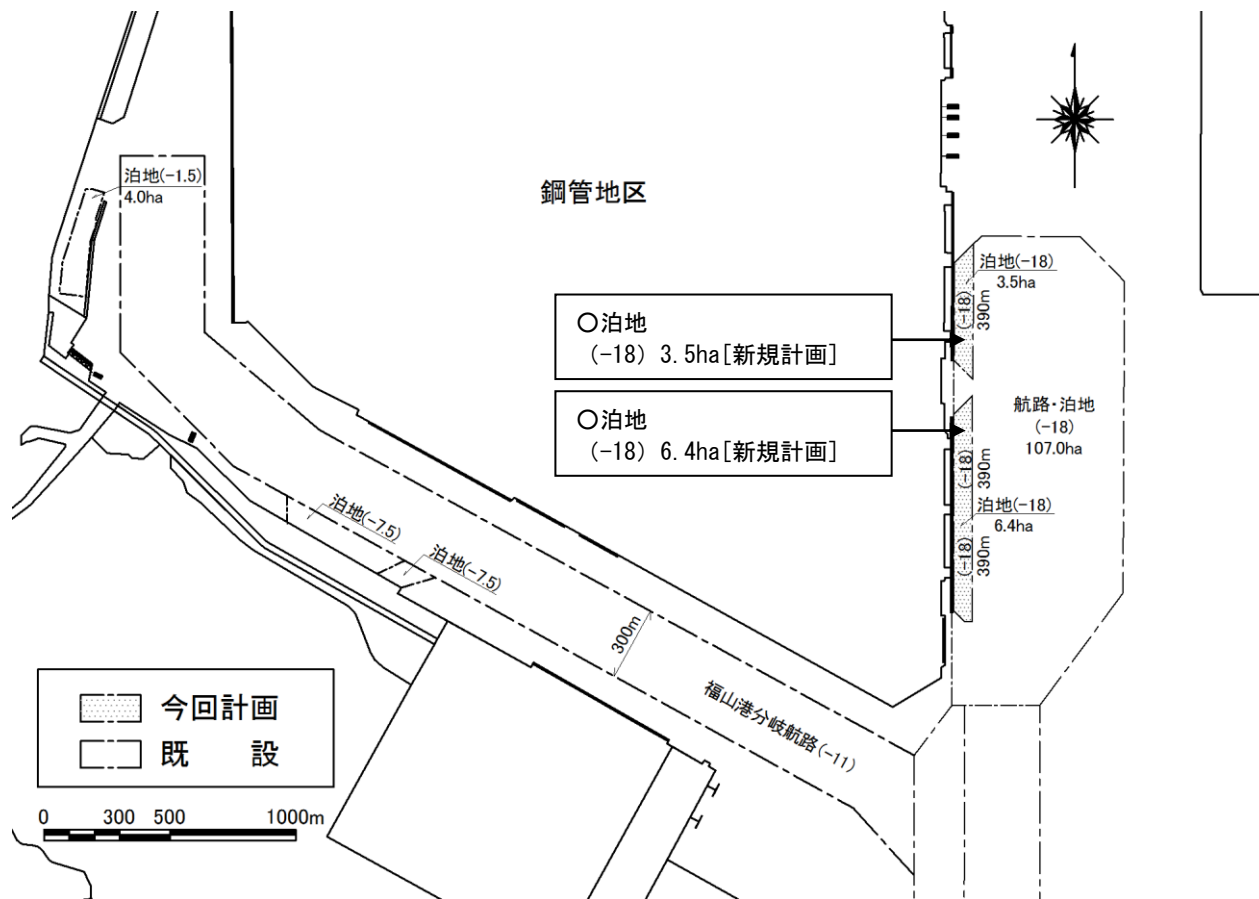 泊地(-1.5)
4.0ha
鋼管地区
○泊地
(-18) 3.5ha[新規計画]
○泊地
(-18) 6.4ha[新規計画]
泊地(-18)
3.5ha
(-18)
390m
航路・泊地
(-18)
107.0ha
(-18)
390m
泊地(-18)
6.4ha
(-18)
390m
泊地(-7.5)
泊地(-7.5)
300m
福山港分岐航路(-11)
今回計画
既 設
0 300 500 1000m